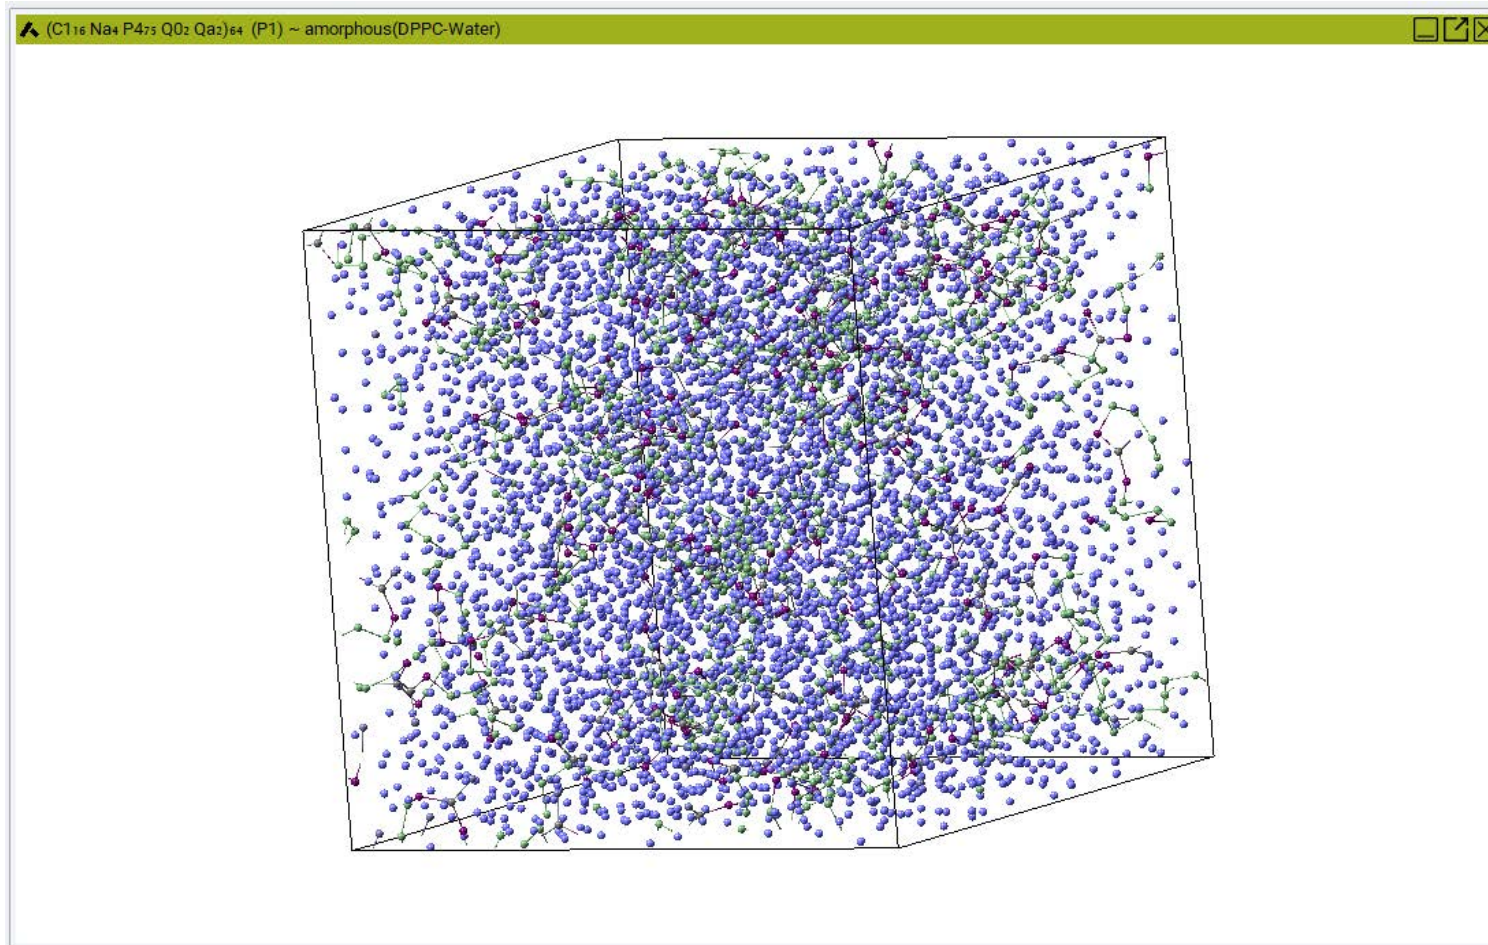 (C1₁₆ Na₄ P4₇₅ Q0₂ Qa₂)₆₄ (P1) ~ amorphous(DPPC-Water)